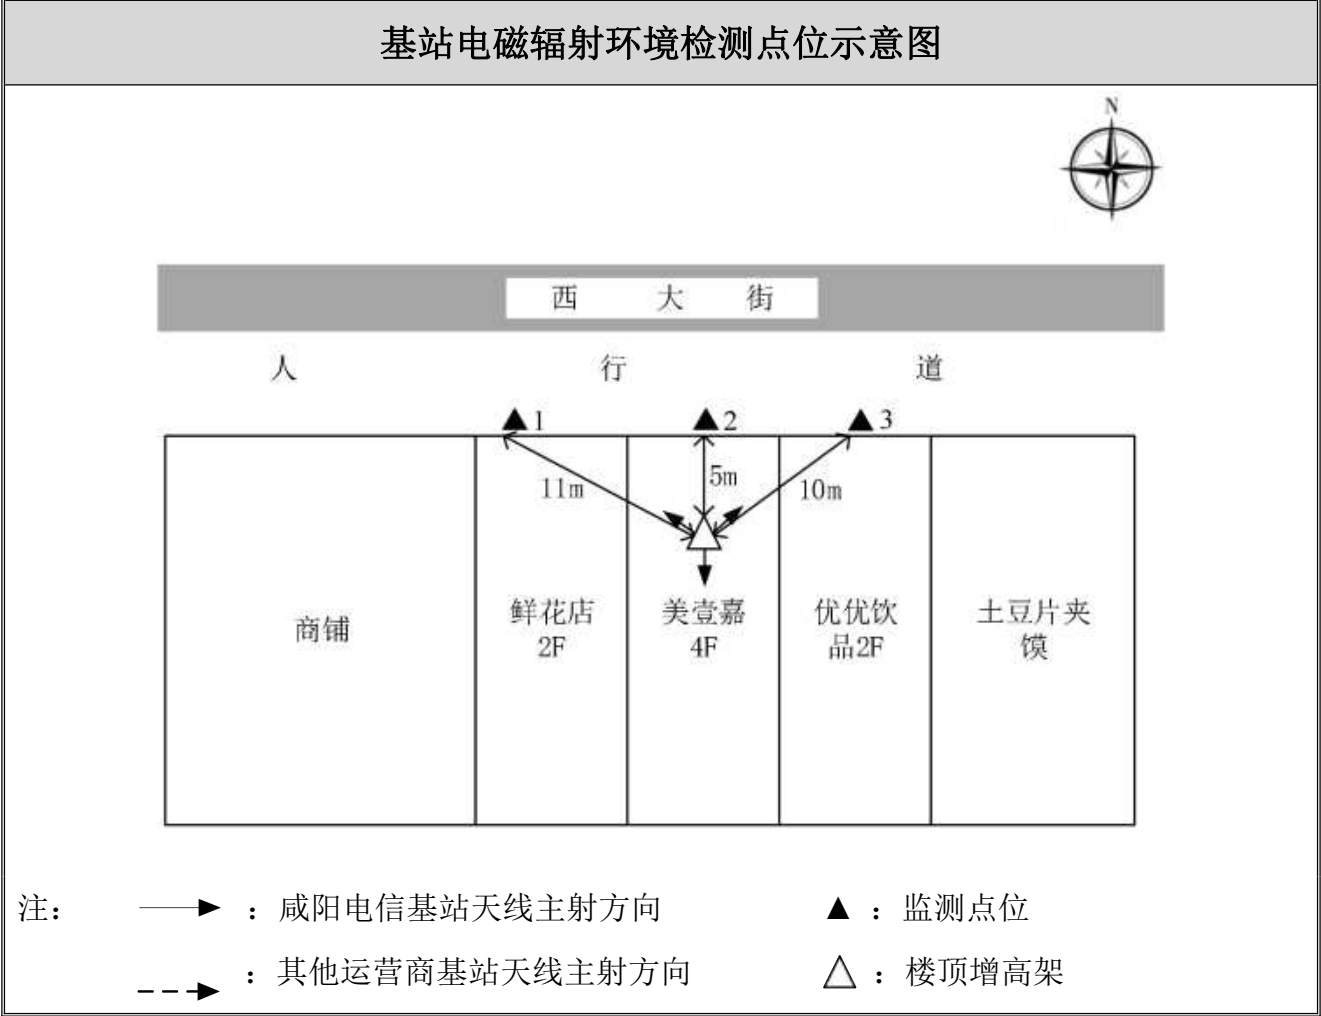 基站电磁辐射环境检测点位示意图
N
西 大 街
人 行 道
1 2 3
11m 5m 10m
商铺
鲜花店
2F
美壹嘉
4F
优优饮
品2F
土豆片夹
馍
注： ：咸阳电信基站天线主射方向 ：监测点位
：其他运营商基站天线主射方向 ：楼顶增高架